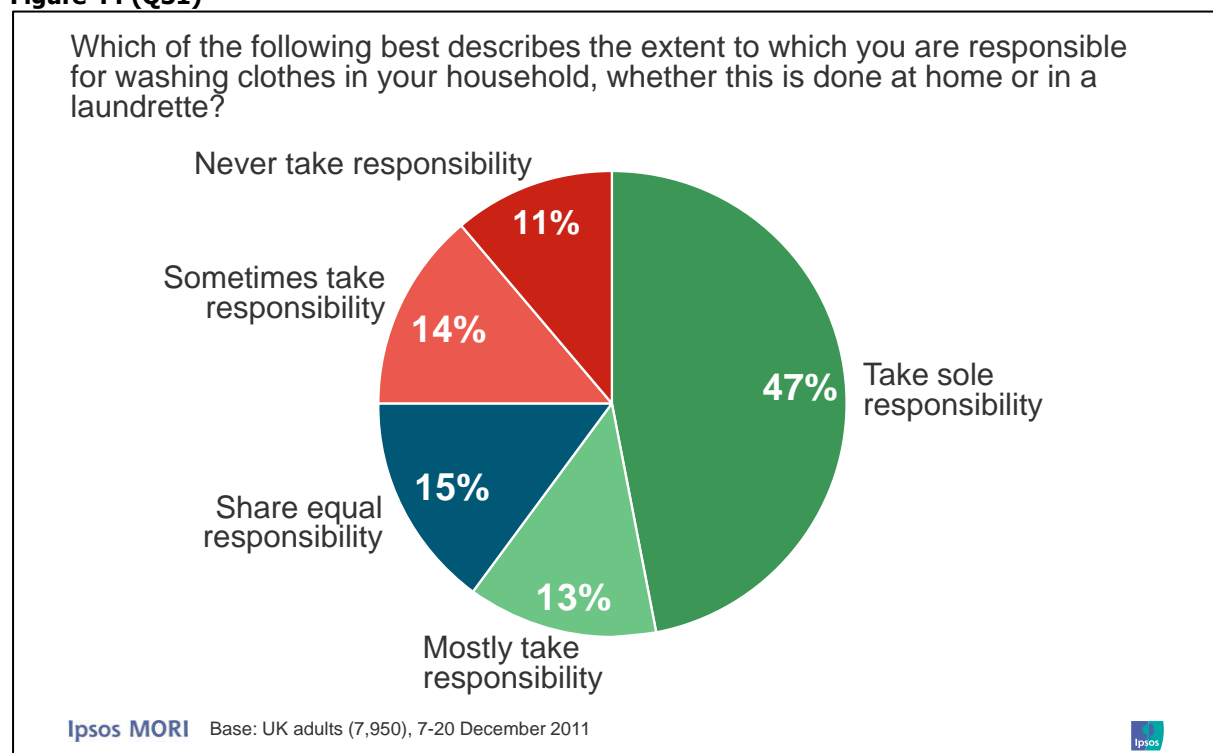 Which of the following best describes the extent to which you are responsible
for washing clothes in your household, whether this is done at home or in a
laundrette?
Never take responsibility
11%
Sometimes take
responsibility
14%
47%
Take sole
responsibility
15%
Share equal
responsibility
13%
Mostly take
responsibility
Ipsos MORI
Base: UK adults (7,950), 7-20 December 2011
Ipsos